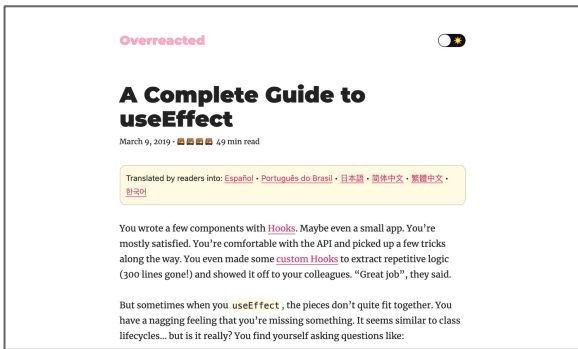 Overreacted
A Complete Guide to
useEffect
March 9, 2019 • 🍱🍱🍱🍱 49 min read
Translated by readers into: Español • Português do Brasil • 日本語 • 简体中文 • 繁體中文 •
한국어
You wrote a few components with Hooks. Maybe even a small app. You’re
mostly satisfied. You’re comfortable with the API and picked up a few tricks
along the way. You even made some custom Hooks to extract repetitive logic
(300 lines gone!) and showed it off to your colleagues. “Great job”, they said.
But sometimes when you useEffect, the pieces don’t quite fit together. You
have a nagging feeling that you’re missing something. It seems similar to class
lifecycles… but is it really? You find yourself asking questions like: